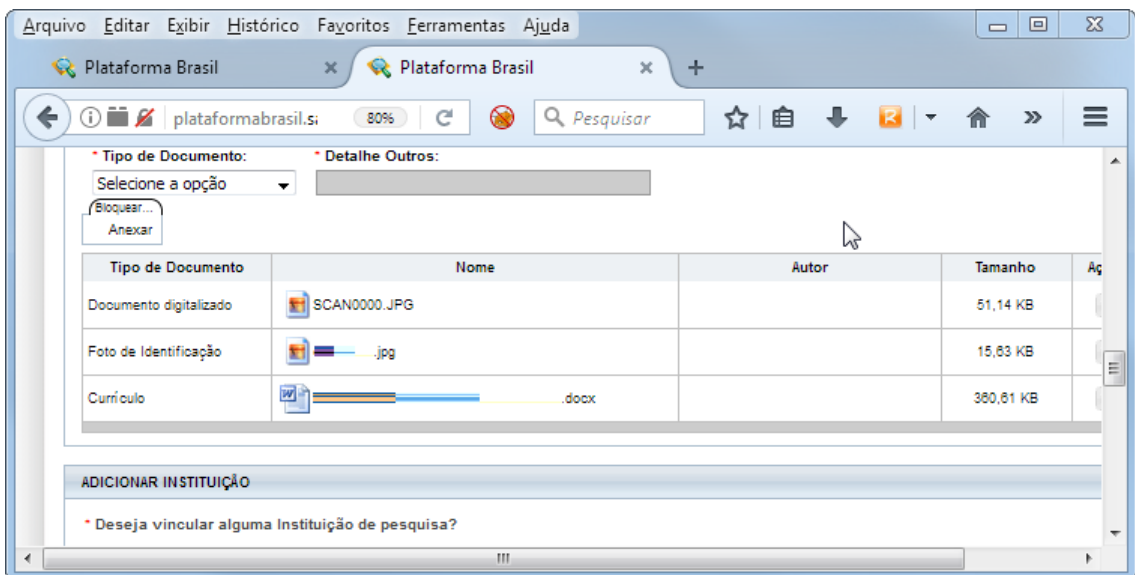 Arquivo Editar Exibir Histórico Favoritos Ferramentas Ajuda
Plataforma Brasil Plataforma Brasil
plataformabrasil.s 80% Pesquisar
* Tipo de Documento: * Detalhe Outros:
Selecione a opção
Bloquear...
Anexar
Tipo de Documento Nome Autor Tamanho Aç
Documento digitalizado SCAN0000.JPG 51,14 KB
Foto de Identificação .jpg 15,63 KB
Currículo .docx 360,61 KB
ADICIONAR INSTITUIÇÃO
* Deseja vincular alguma Instituição de pesquisa?